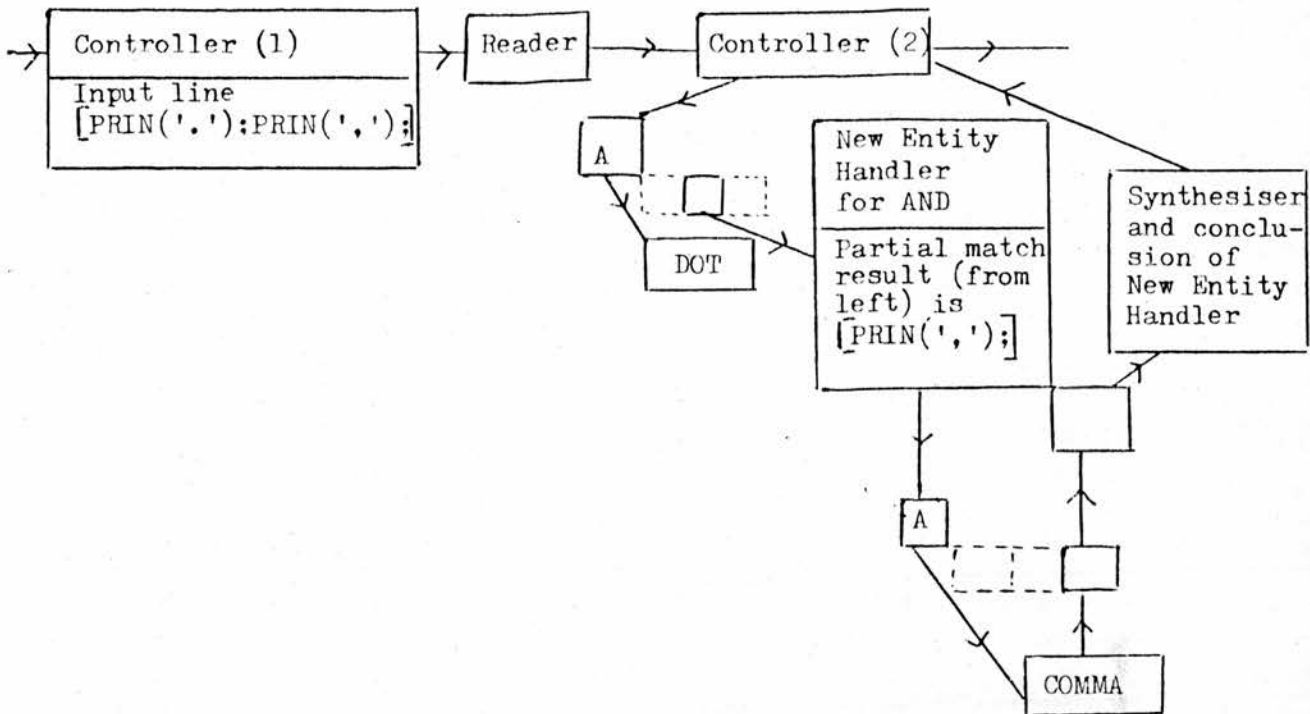 Controller (1)
Input line
[PRIN('.');PRIN(',');]
Reader
Controller (2)
A
DOT
New Entity
Handler
for AND
Partial match
result (from
left) is
[PRIN(',');]
Synthesiser
and conclu-
sion of
New Entity
Handler
A
COMMA